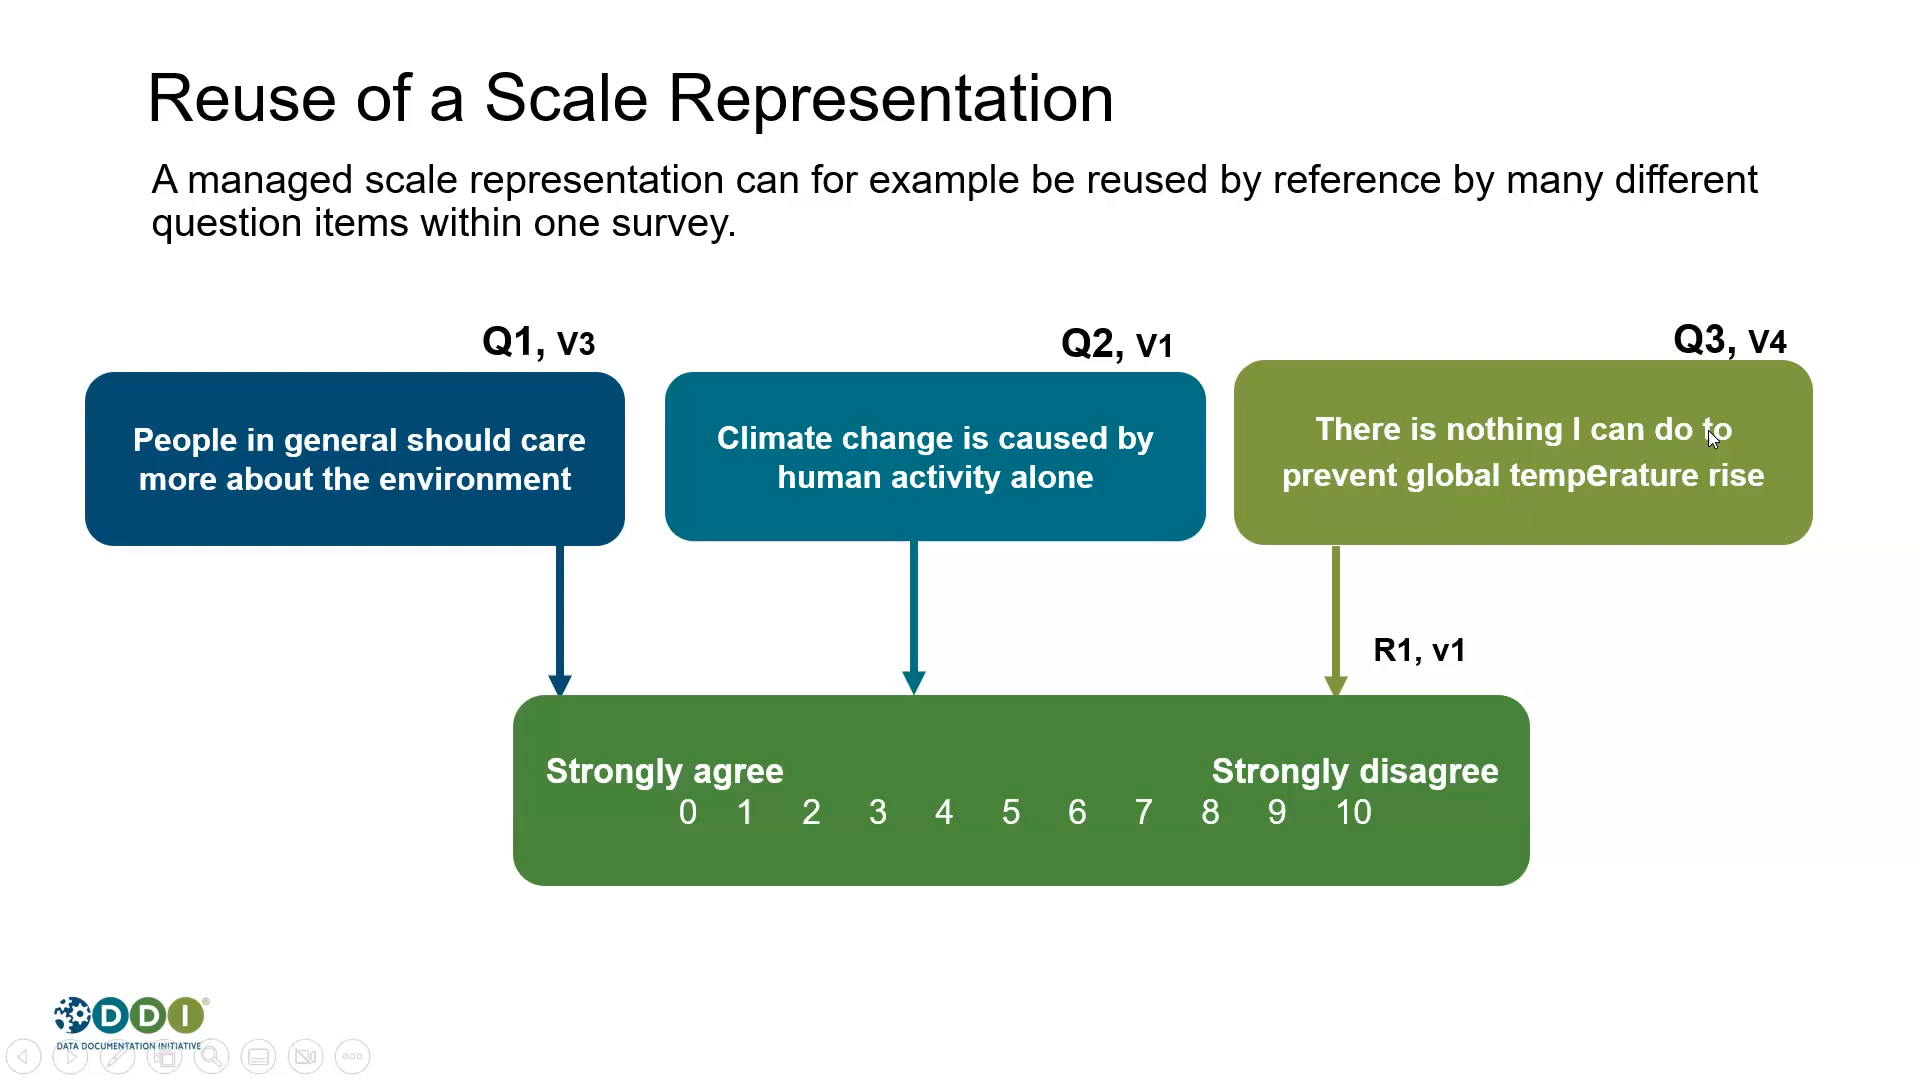 Reuse of a Scale Representation
A managed scale representation can for example be reused by reference by many different
question items within one survey.
Q1, V3
Q2, V1
Q3, V4
People in general should care
more about the environment
Climate change is caused by
human activity alone
There is nothing I can do to
prevent global temperature rise
R1, v1
Strongly agree
Strongly disagree
0 1 2 3 4 5 6 7 8 9 10
DDI®
DATA DOCUMENTATION INITIATIVE